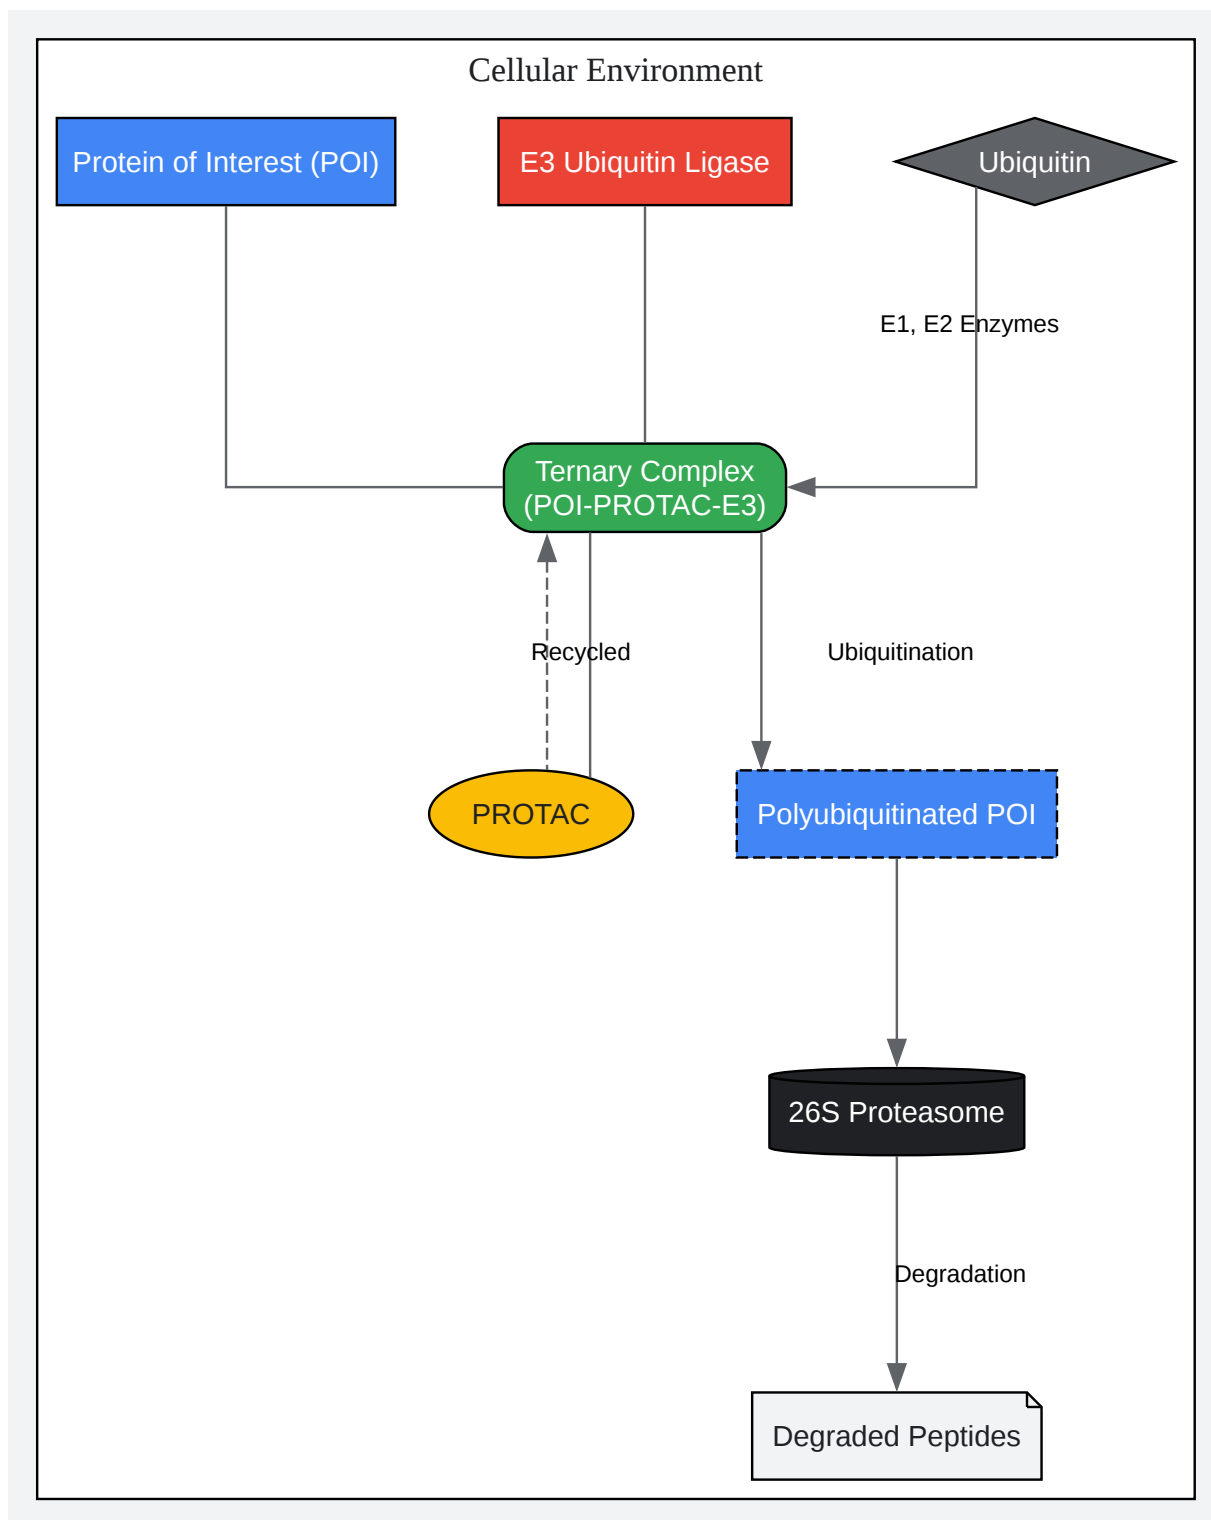 Cellular Environment
Protein of Interest (POI)
E3 Ubiquitin Ligase
Ubiquitin
E1, E2 Enzymes
Ternary Complex
(POI-PROTAC-E3)
Recycled
Ubiquitination
PROTAC
Polyubiquitinated POI
26S Proteasome
Degradation
Degraded Peptides